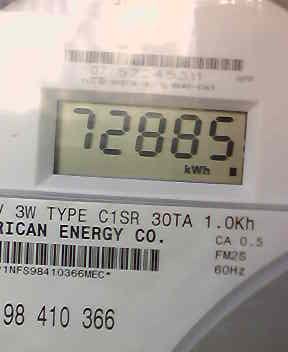 72885
kWh
V 3W TYPE C1SR 30TA 1.0Kh
RICAN ENERGY CO.
CA 0.5
FM2S
60Hz
1NFS98410366MEC*
98 410 366